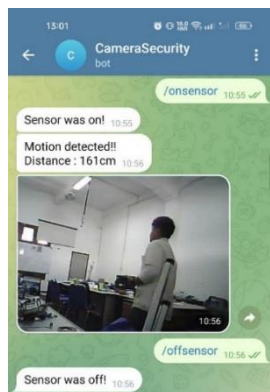 13:01
C
CameraSecurity
bot
/onsensor 10:55
Sensor was on! 10:55
Motion detected!!
Distance : 161cm 10:56
10:56
/offsensor 10:56
Sensor was off! 10:56